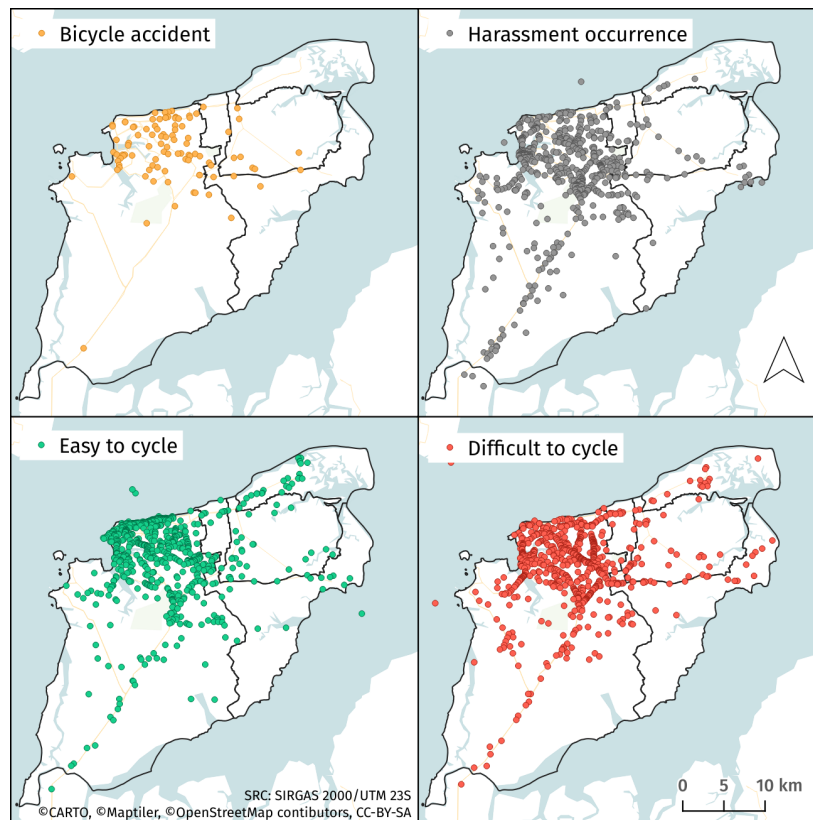 Bicycle accident
Harassment occurrence
Easy to cycle
Difficult to cycle
0 5 10 km
SRC: SIRGAS 2000/UTM 23S
©CARTO, ©Maptiler, ©OpenStreetMap contibutors, CC-BY-SA